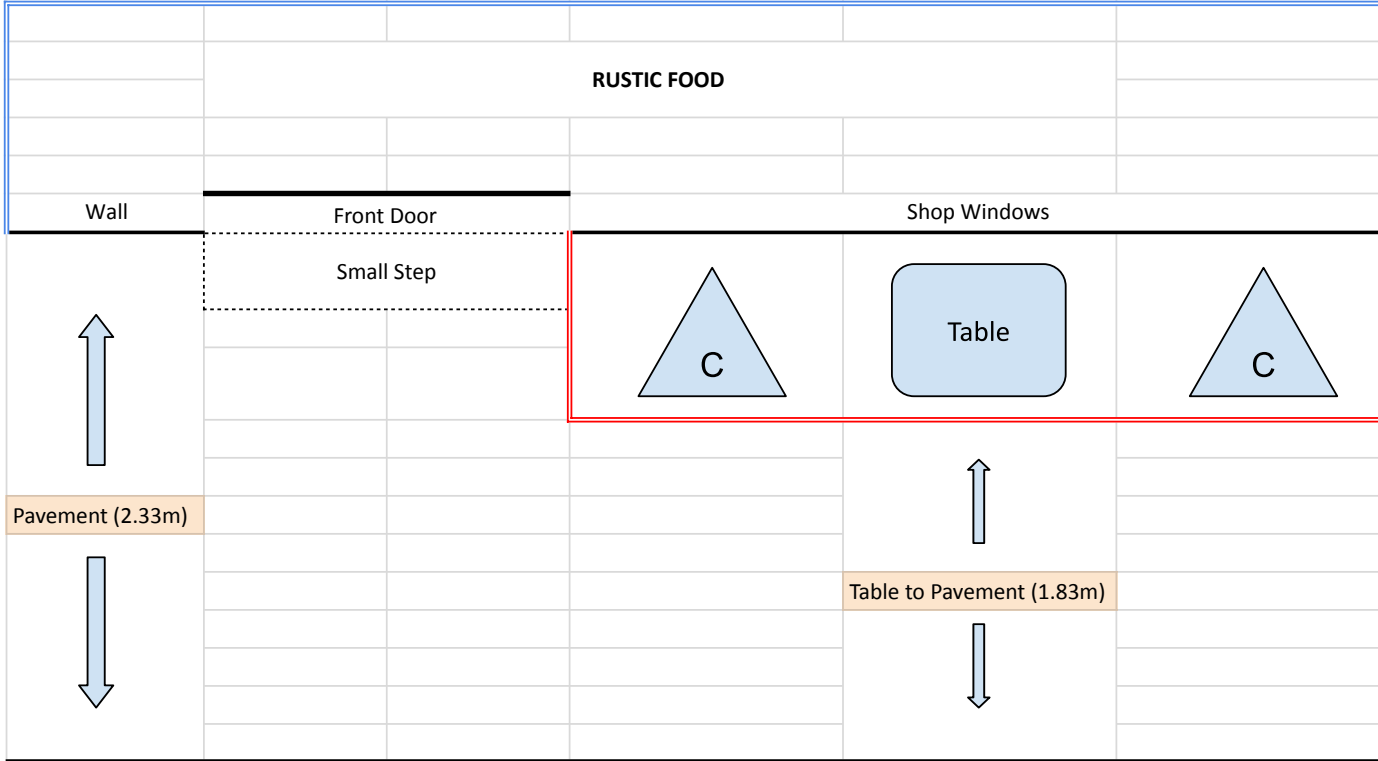 RUSTIC FOOD
Wall
Front Door
Shop Windows
Small Step
C
Table
C
Pavement (2.33m)
Table to Pavement (1.83m)